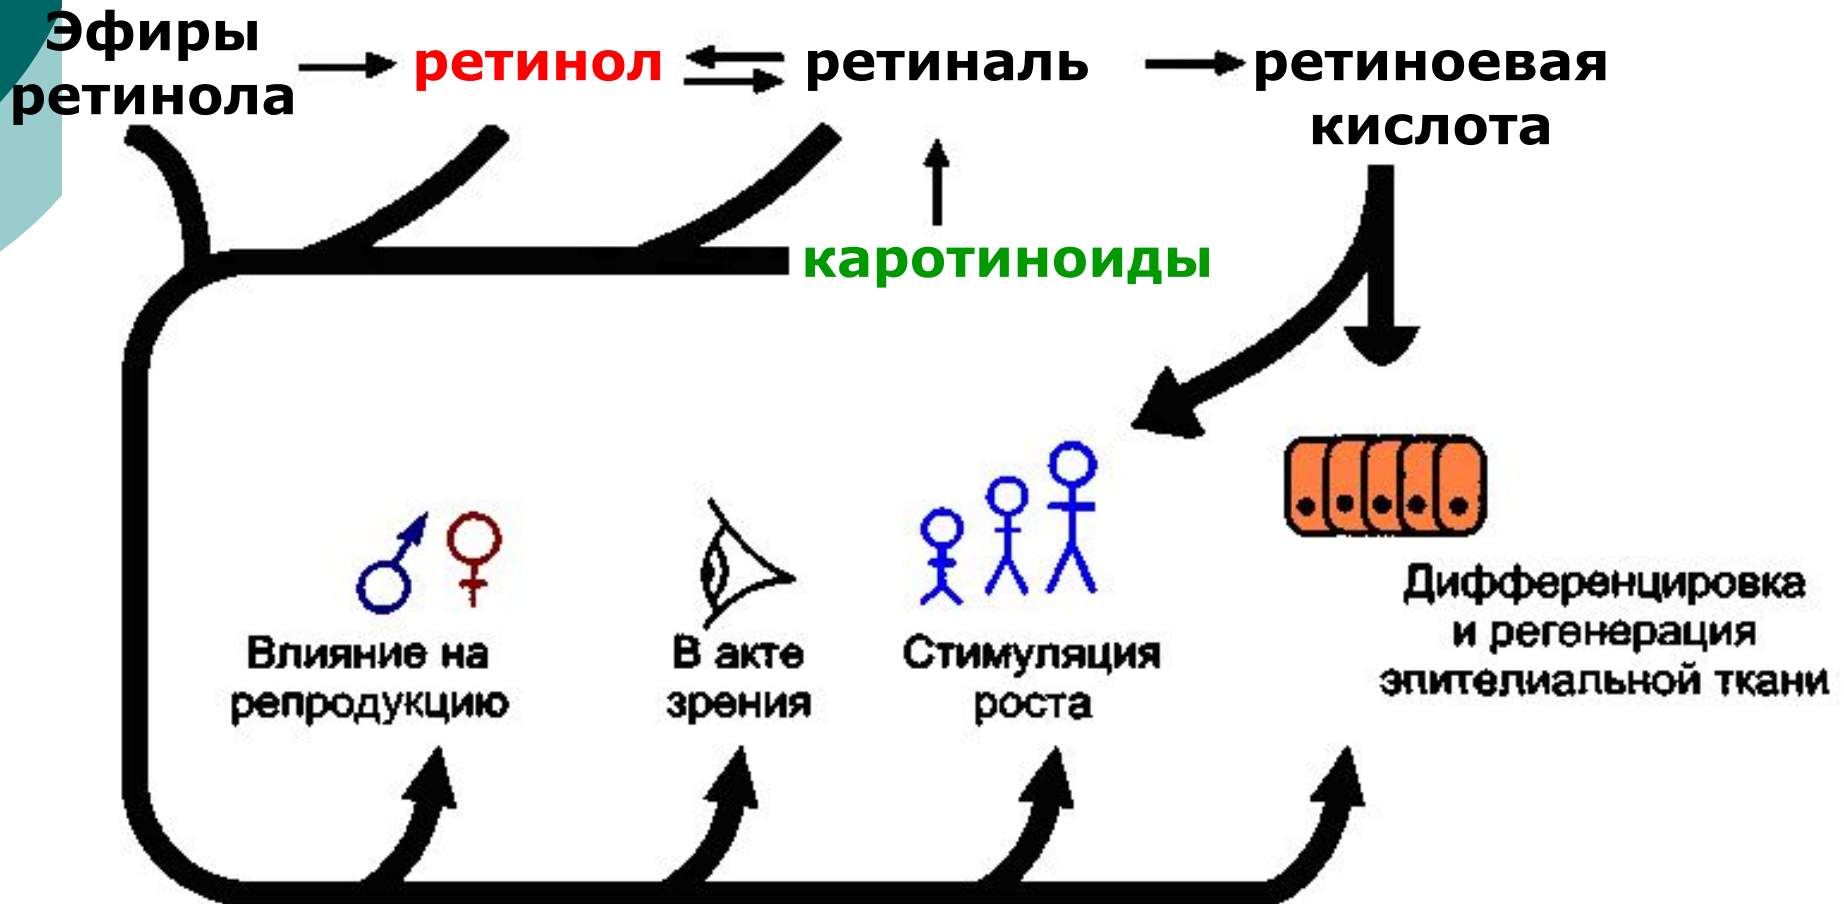 Эфиры
ретинола
ретинол
ретиналь
ретиноевая
кислота
каротиноиды
Влияние на
репродукцию
В акте
зрения
Стимуляция
роста
Дифференцировка
и регенерация
эпителиальной ткани